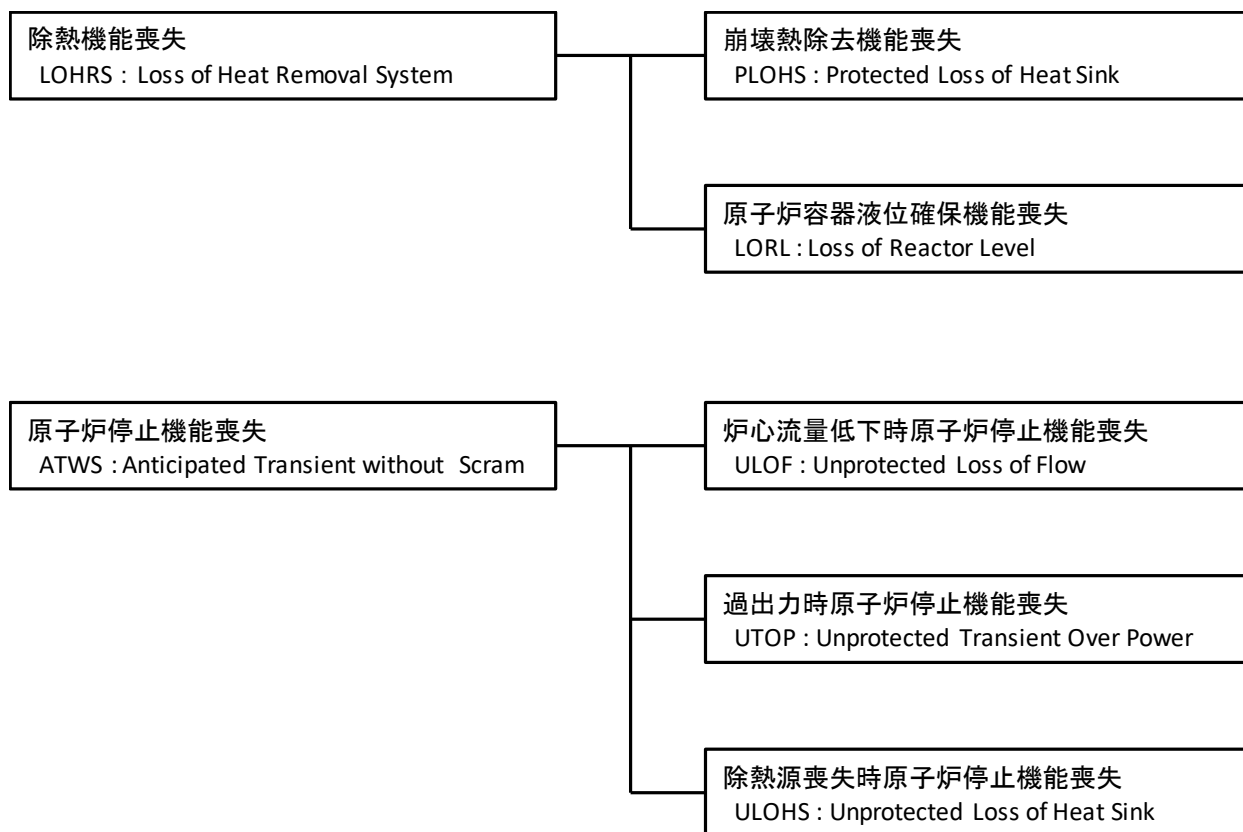 除熱機能喪失
LOHRS : Loss of Heat Removal System
崩壊熱除去機能喪失
PLOHS : Protected Loss of Heat Sink
原子炉容器液位確保機能喪失
LORL : Loss of Reactor Level
原子炉停止機能喪失
ATWS : Anticipated Transient without Scram
炉心流量低下時原子炉停止機能喪失
ULOF : Unprotected Loss of Flow
過出力時原子炉停止機能喪失
UTOP : Unprotected Transient Over Power
除熱源喪失時原子炉停止機能喪失
ULOHS : Unprotected Loss of Heat Sink